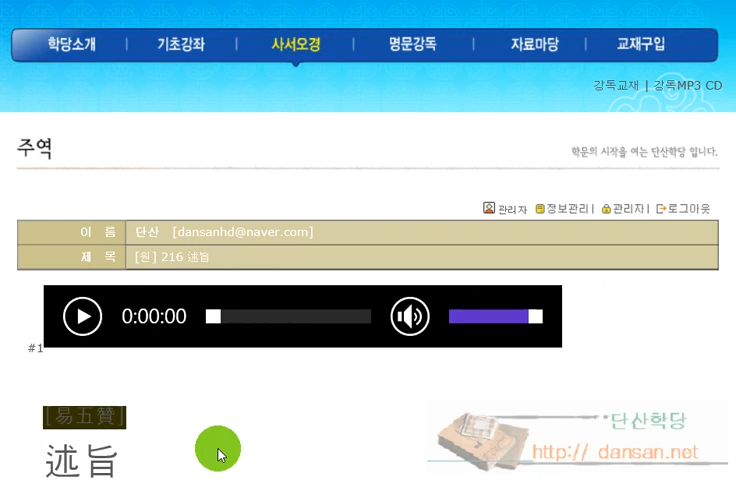 학당소개 | 기초강좌 | 사서오경 | 명문강독 | 자료마당 | 교재구입
강독교재 | 강독MP3 CD
주역
학문의 시작을 여는 단산학당 입니다.
관리자 정보관리 | 관리자 | 로그아웃
이 름 단산 [dansanhd@naver.com]
제 목 [원] 216 述旨
0:00:00
#1
[易五贊]
述旨
단산학당
http:// dansan.net